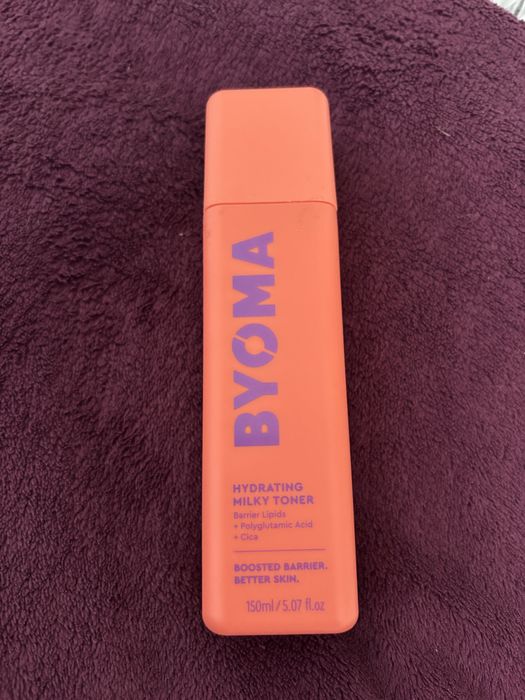 BYOMA
HYDRATING
MILKY TONER
Barrier Lipids
+ Polyglutamic Acid
+ Cica
BOOSTED BARRIER.
BETTER SKIN.
150ml/5.07 fl.oz